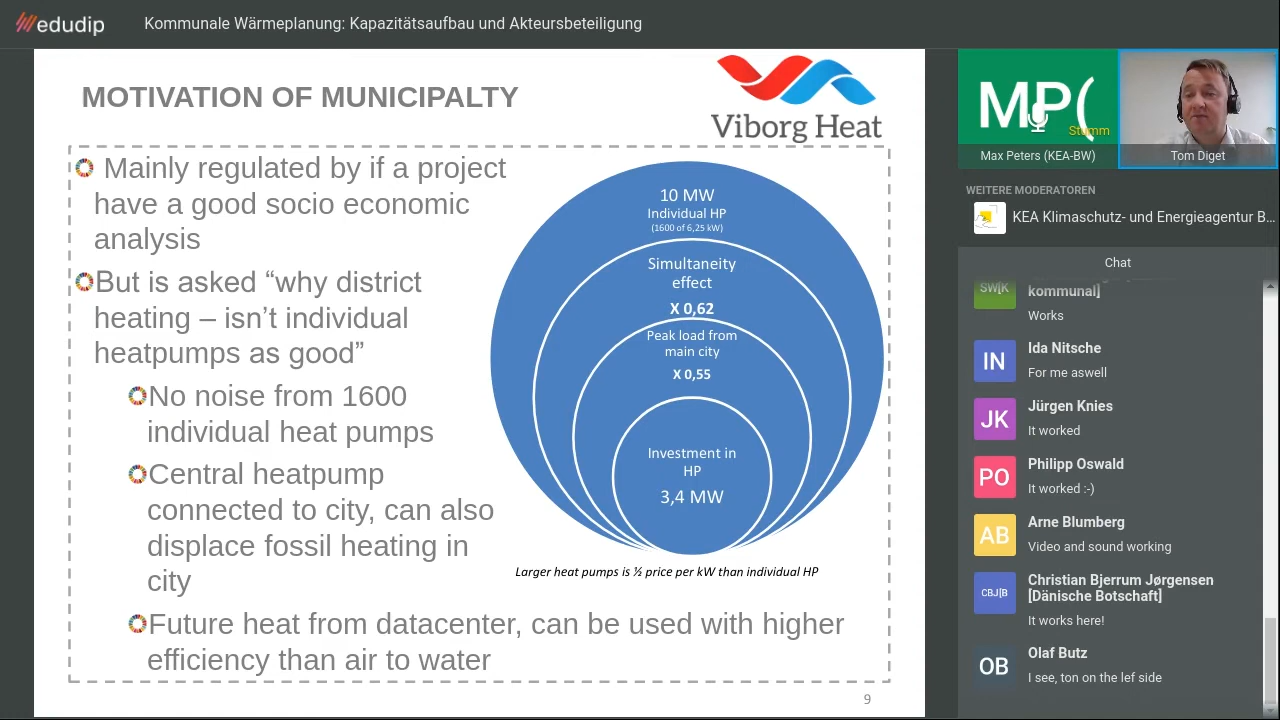 edudip
Kommunale Wärmeplanung: Kapazitätsaufbau und Akteursbeteiligung
MOTIVATION OF MUNICIPALTY
Viborg Heat
Mainly regulated by if a project
have a good socio economic
analysis
But is asked “why district
heating – isn’t individual
heatpumps as good”
No noise from 1600
individual heat pumps
Central heatpump
connected to city, can also
displace fossil heating in
city
Future heat from datacenter, can be used with higher
efficiency than air to water
10 MW
Individual HP
(1600 of 6,25 kW)
Simultaneity
effect
X 0,62
Peak load from
main city
X 0,55
Investment in
HP
3,4 MW
Larger heat pumps is ½ price per kW than individual HP
9
MP(
Stumm
Max Peters (KEA-BW)
Tom Diget
WEITERE MODERATOREN
KEA Klimaschutz- und Energieagentur B...
Chat
SW[K
kommunal]
Works
IN
Ida Nitsche
For me aswell
JK
Jürgen Knies
It worked
PO
Philipp Oswald
It worked :-)
AB
Arne Blumberg
Video and sound working
CBJ[B
Christian Bjerrum Jørgensen
[Dänische Botschaft]
It works here!
OB
Olaf Butz
I see, ton on the lef side